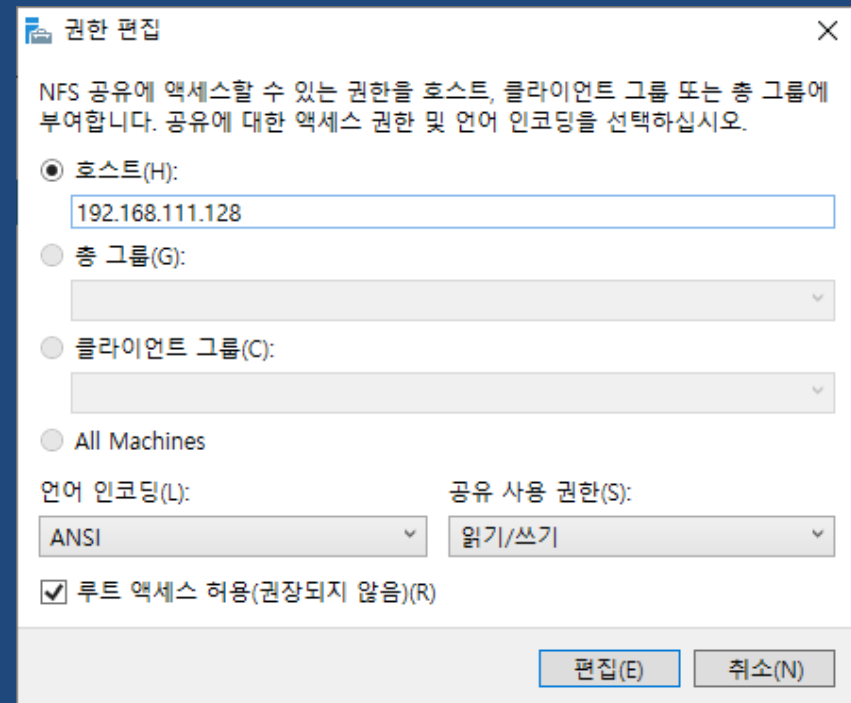 권한 편집
NFS 공유에 액세스할 수 있는 권한을 호스트, 클라이언트 그룹 또는 총 그룹에
부여합니다. 공유에 대한 액세스 권한 및 언어 인코딩을 선택하십시오.
호스트(H):
192.168.111.128
총 그룹(G):
클라이언트 그룹(C):
All Machines
언어 인코딩(L):
공유 사용 권한(S):
ANSI
읽기/쓰기
루트 액세스 허용(권장되지 않음)(R)
편집(E)
취소(N)